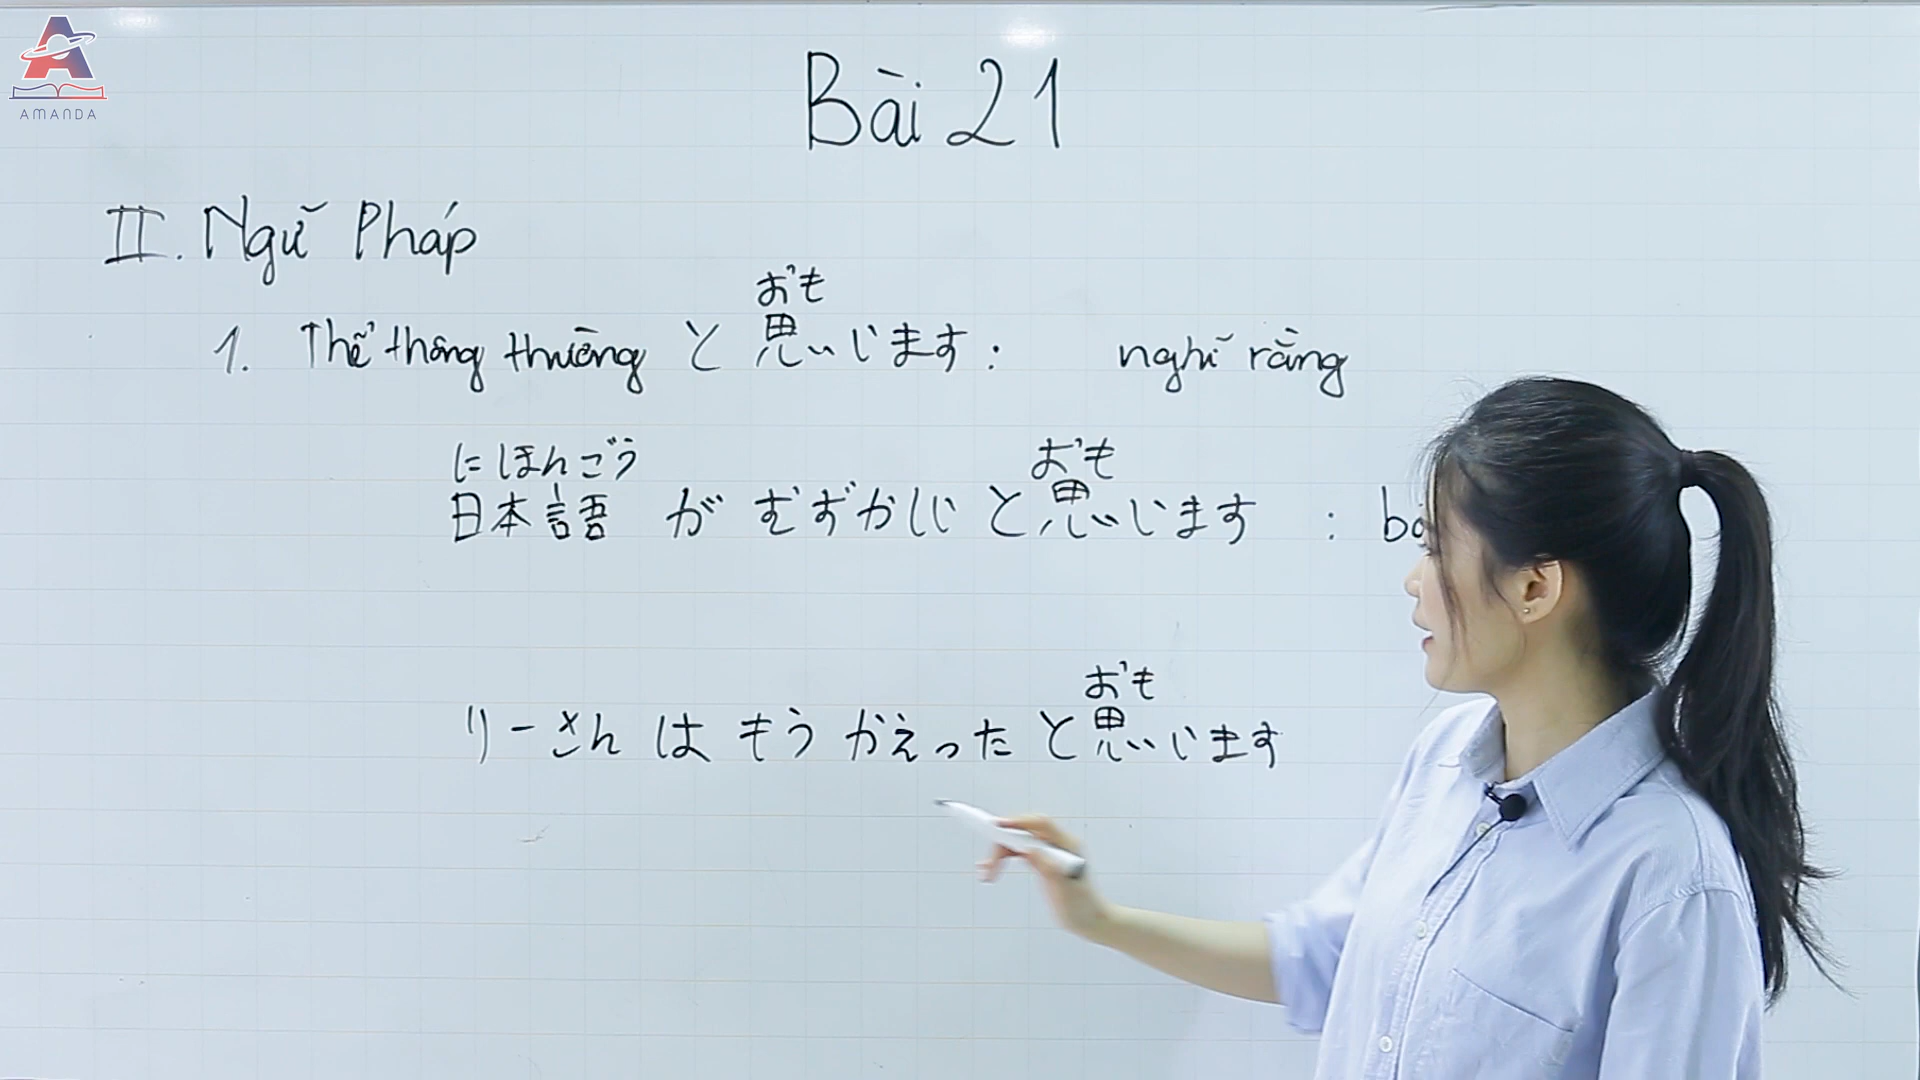 AMANDA
Bài 21
II. Ngữ Pháp
おも
1. Thể thông thường と思います: nghĩ rằng
にほんごう おも
日本語 が むずかしい と思います :
おも
リーさん は もう かえった と思います